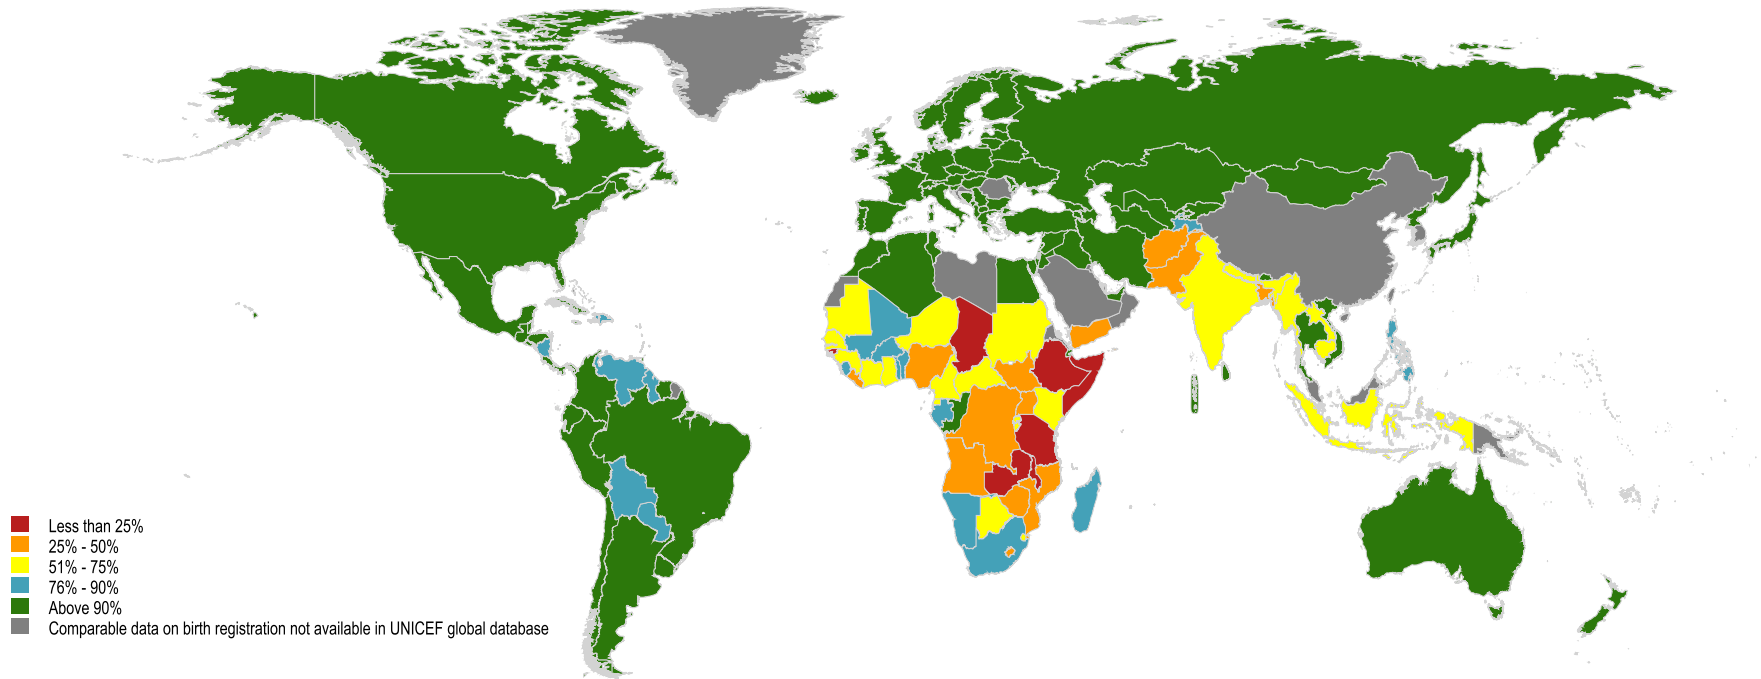 Less than 25%
25% - 50%
51% - 75%
76% - 90%
Above 90%
Comparable data on birth registration not available in UNICEF global database